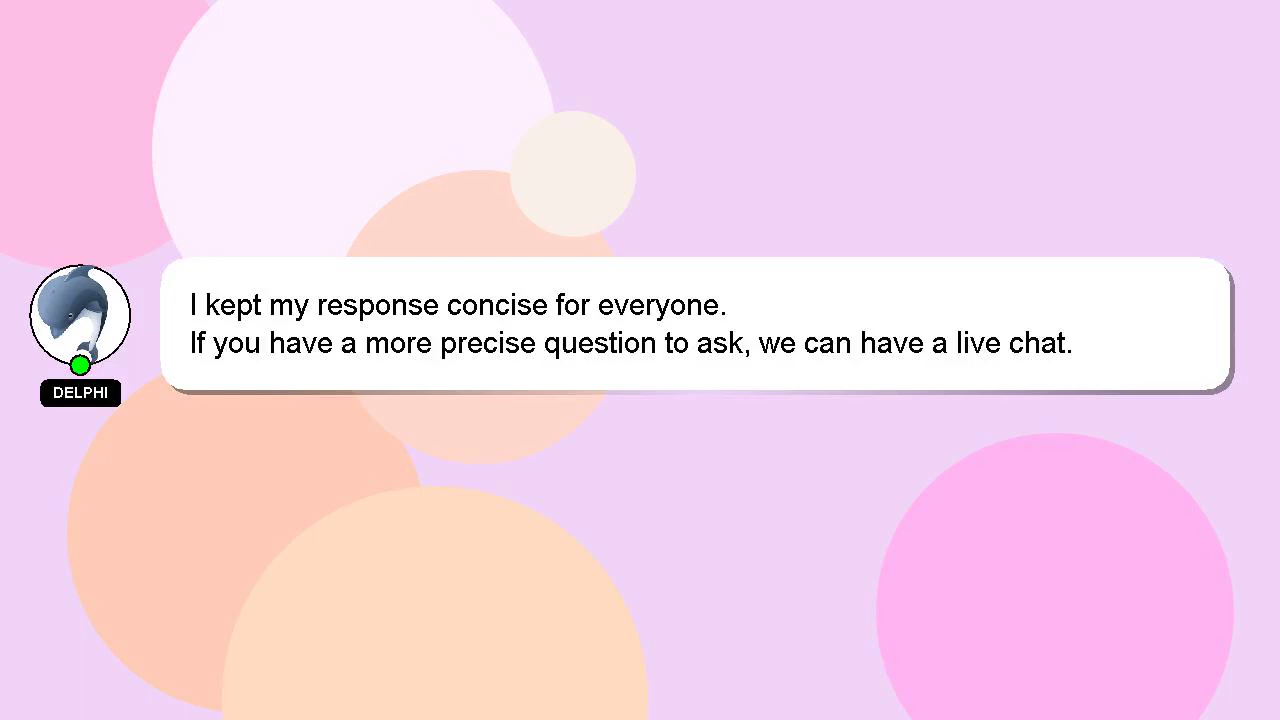 I kept my response concise for everyone.
If you have a more precise question to ask, we can have a live chat.
DELPHI